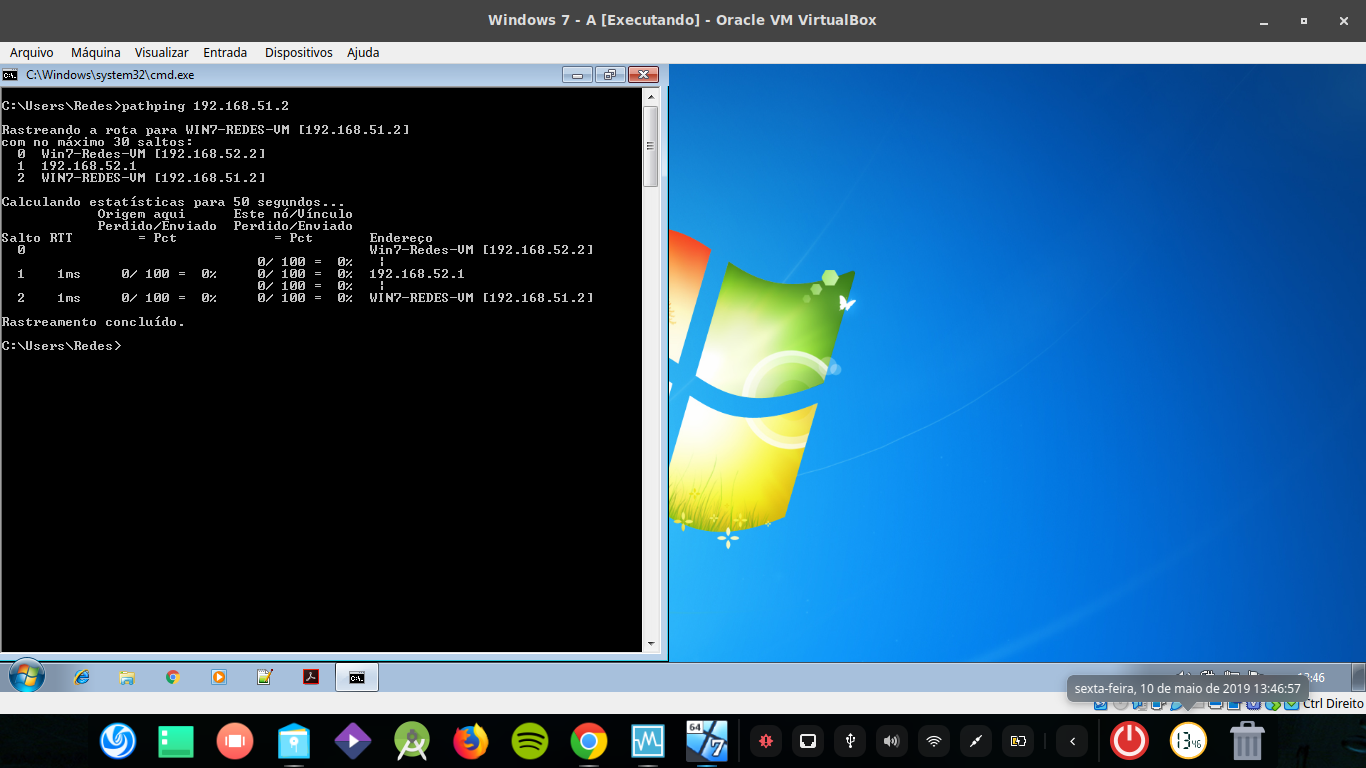 Windows 7 - A [Executando] - Oracle VM VirtualBox
Arquivo Máquina Visualizar Entrada Dispositivos Ajuda
C:\Windows\system32\cmd.exe
C:\Users\Redes>pathping 192.168.51.2
Rastreando a rota para WIN7-REDES-VM [192.168.51.2]
com no máximo 30 saltos:
0 Win7-Redes-VM [192.168.52.2]
1 192.168.52.1
2 WIN7-REDES-VM [192.168.51.2]
Calculando estatísticas para 50 segundos...
Origem aqui Este nó/Vínculo
Perdido/Enviado Perdido/Enviado
Salto RTT = Pct = Pct Endereço
0 Win7-Redes-VM [192.168.52.2]
0/ 100 = 0% |
1 1ms 0/ 100 = 0% 0/ 100 = 0% 192.168.52.1
0/ 100 = 0% |
2 1ms 0/ 100 = 0% 0/ 100 = 0% WIN7-REDES-VM [192.168.51.2]
Rastreamento concluído.
C:\Users\Redes>
sexta-feira, 10 de maio de 2019 13:46:57
Ctrl Direito
64
7
13 46